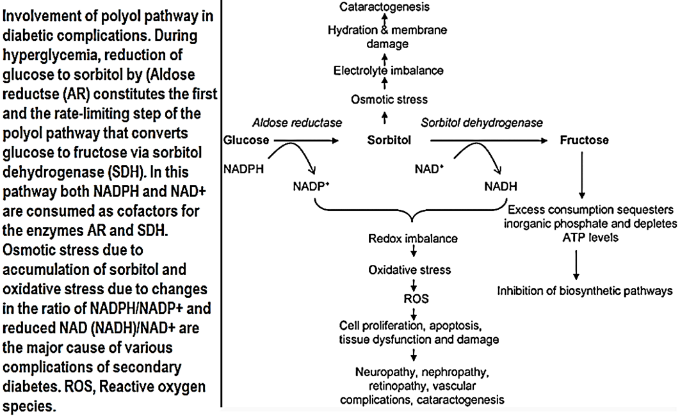 Involvement of polyol pathway in
diabetic complications. During
hyperglycemia, reduction of
glucose to sorbitol by (Aldose
reductse (AR) constitutes the first
and the rate-limiting step of the
polyol pathway that converts
glucose to fructose via sorbitol
dehydrogenase (SDH). In this
pathway both NADPH and NAD+
are consumed as cofactors for
the enzymes AR and SDH.
Osmotic stress due to
accumulation of sorbitol and
oxidative stress due to changes
in the ratio of NADPH/NADP+ and
reduced NAD (NADH)/NAD+ are
the major cause of various
complications of secondary
diabetes. ROS, Reactive oxygen
species.
Cataractogenesis
Hydration & membrane
damage
Electrolyte imbalance
Osmotic stress
Aldose reductase
Sorbitol dehydrogenase
Glucose
Sorbitol
Fructose
NADPH
NADP+
NAD+
NADH
Redox imbalance
Oxidative stress
ROS
Cell proliferation, apoptosis,
tissue dysfunction and damage
Neuropathy, nephropathy,
retinopathy, vascular
complications, cataractogenesis
Excess consumption sequesters
inorganic phosphate and depletes
ATP levels
Inhibition of biosynthetic pathways